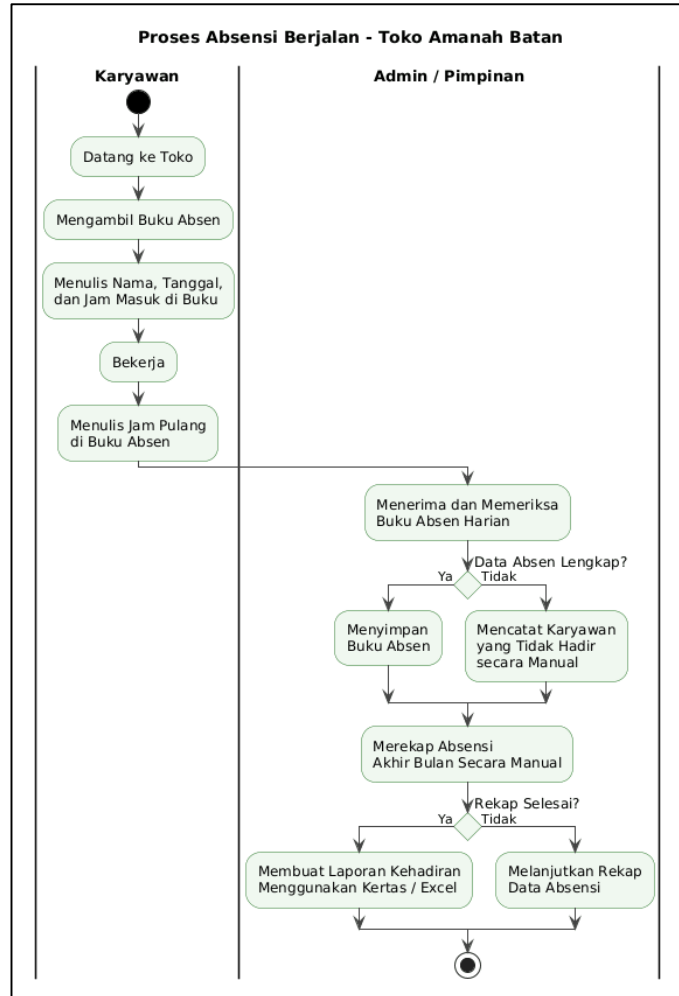 Proses Absensi Berjalan - Toko Amanah Batan
Karyawan
Admin / Pimpinan
Datang ke Toko
Mengambil Buku Absen
Menulis Nama, Tanggal,
dan Jam Masuk di Buku
Bekerja
Menulis Jam Pulang
di Buku Absen
Menerima dan Memeriksa
Buku Absen Harian
Data Absen Lengkap?
Ya
Tidak
Menyimpan
Buku Absen
Mencatat Karyawan
yang Tidak Hadir
secara Manual
Merekap Absensi
Akhir Bulan Secara Manual
Rekap Selesai?
Ya
Tidak
Membuat Laporan Kehadiran
Menggunakan Kertas / Excel
Melanjutkan Rekap
Data Absensi